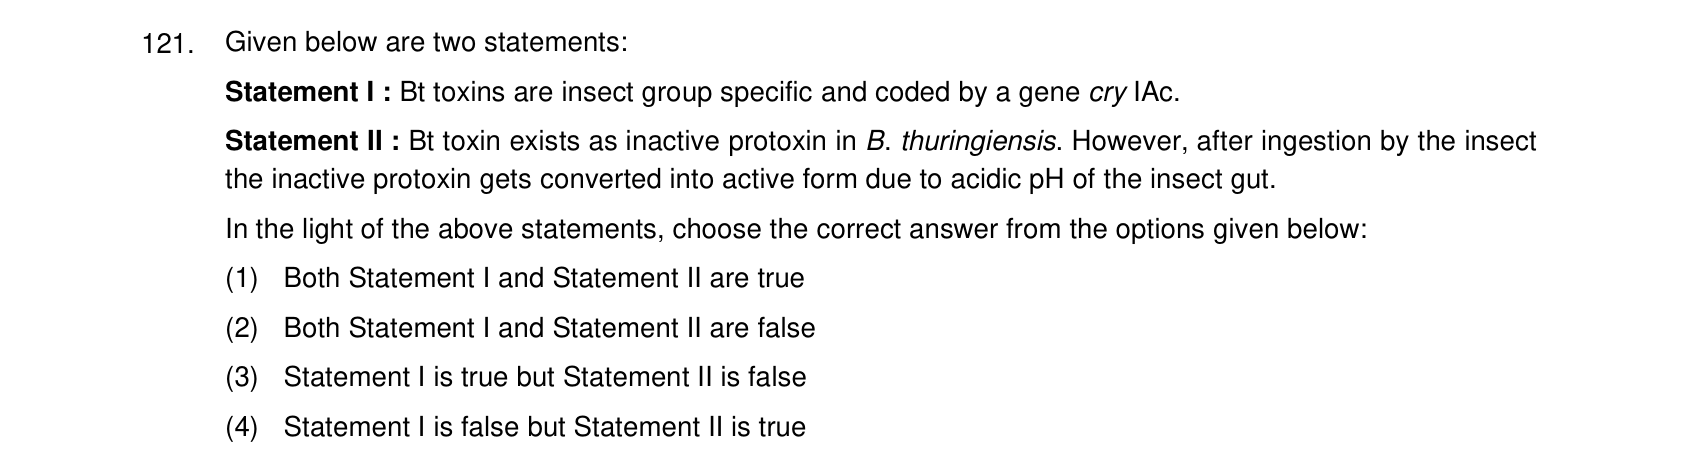 121. Given below are two statements:
Statement I : Bt toxins are insect group specific and coded by a gene cry IAc.
Statement II : Bt toxin exists as inactive protoxin in B. thuringiensis. However, after ingestion by the insect
the inactive protoxin gets converted into active form due to acidic pH of the insect gut.
In the light of the above statements, choose the correct answer from the options given below:
(1) Both Statement I and Statement II are true
(2) Both Statement I and Statement II are false
(3) Statement I is true but Statement II is false
(4) Statement I is false but Statement II is true